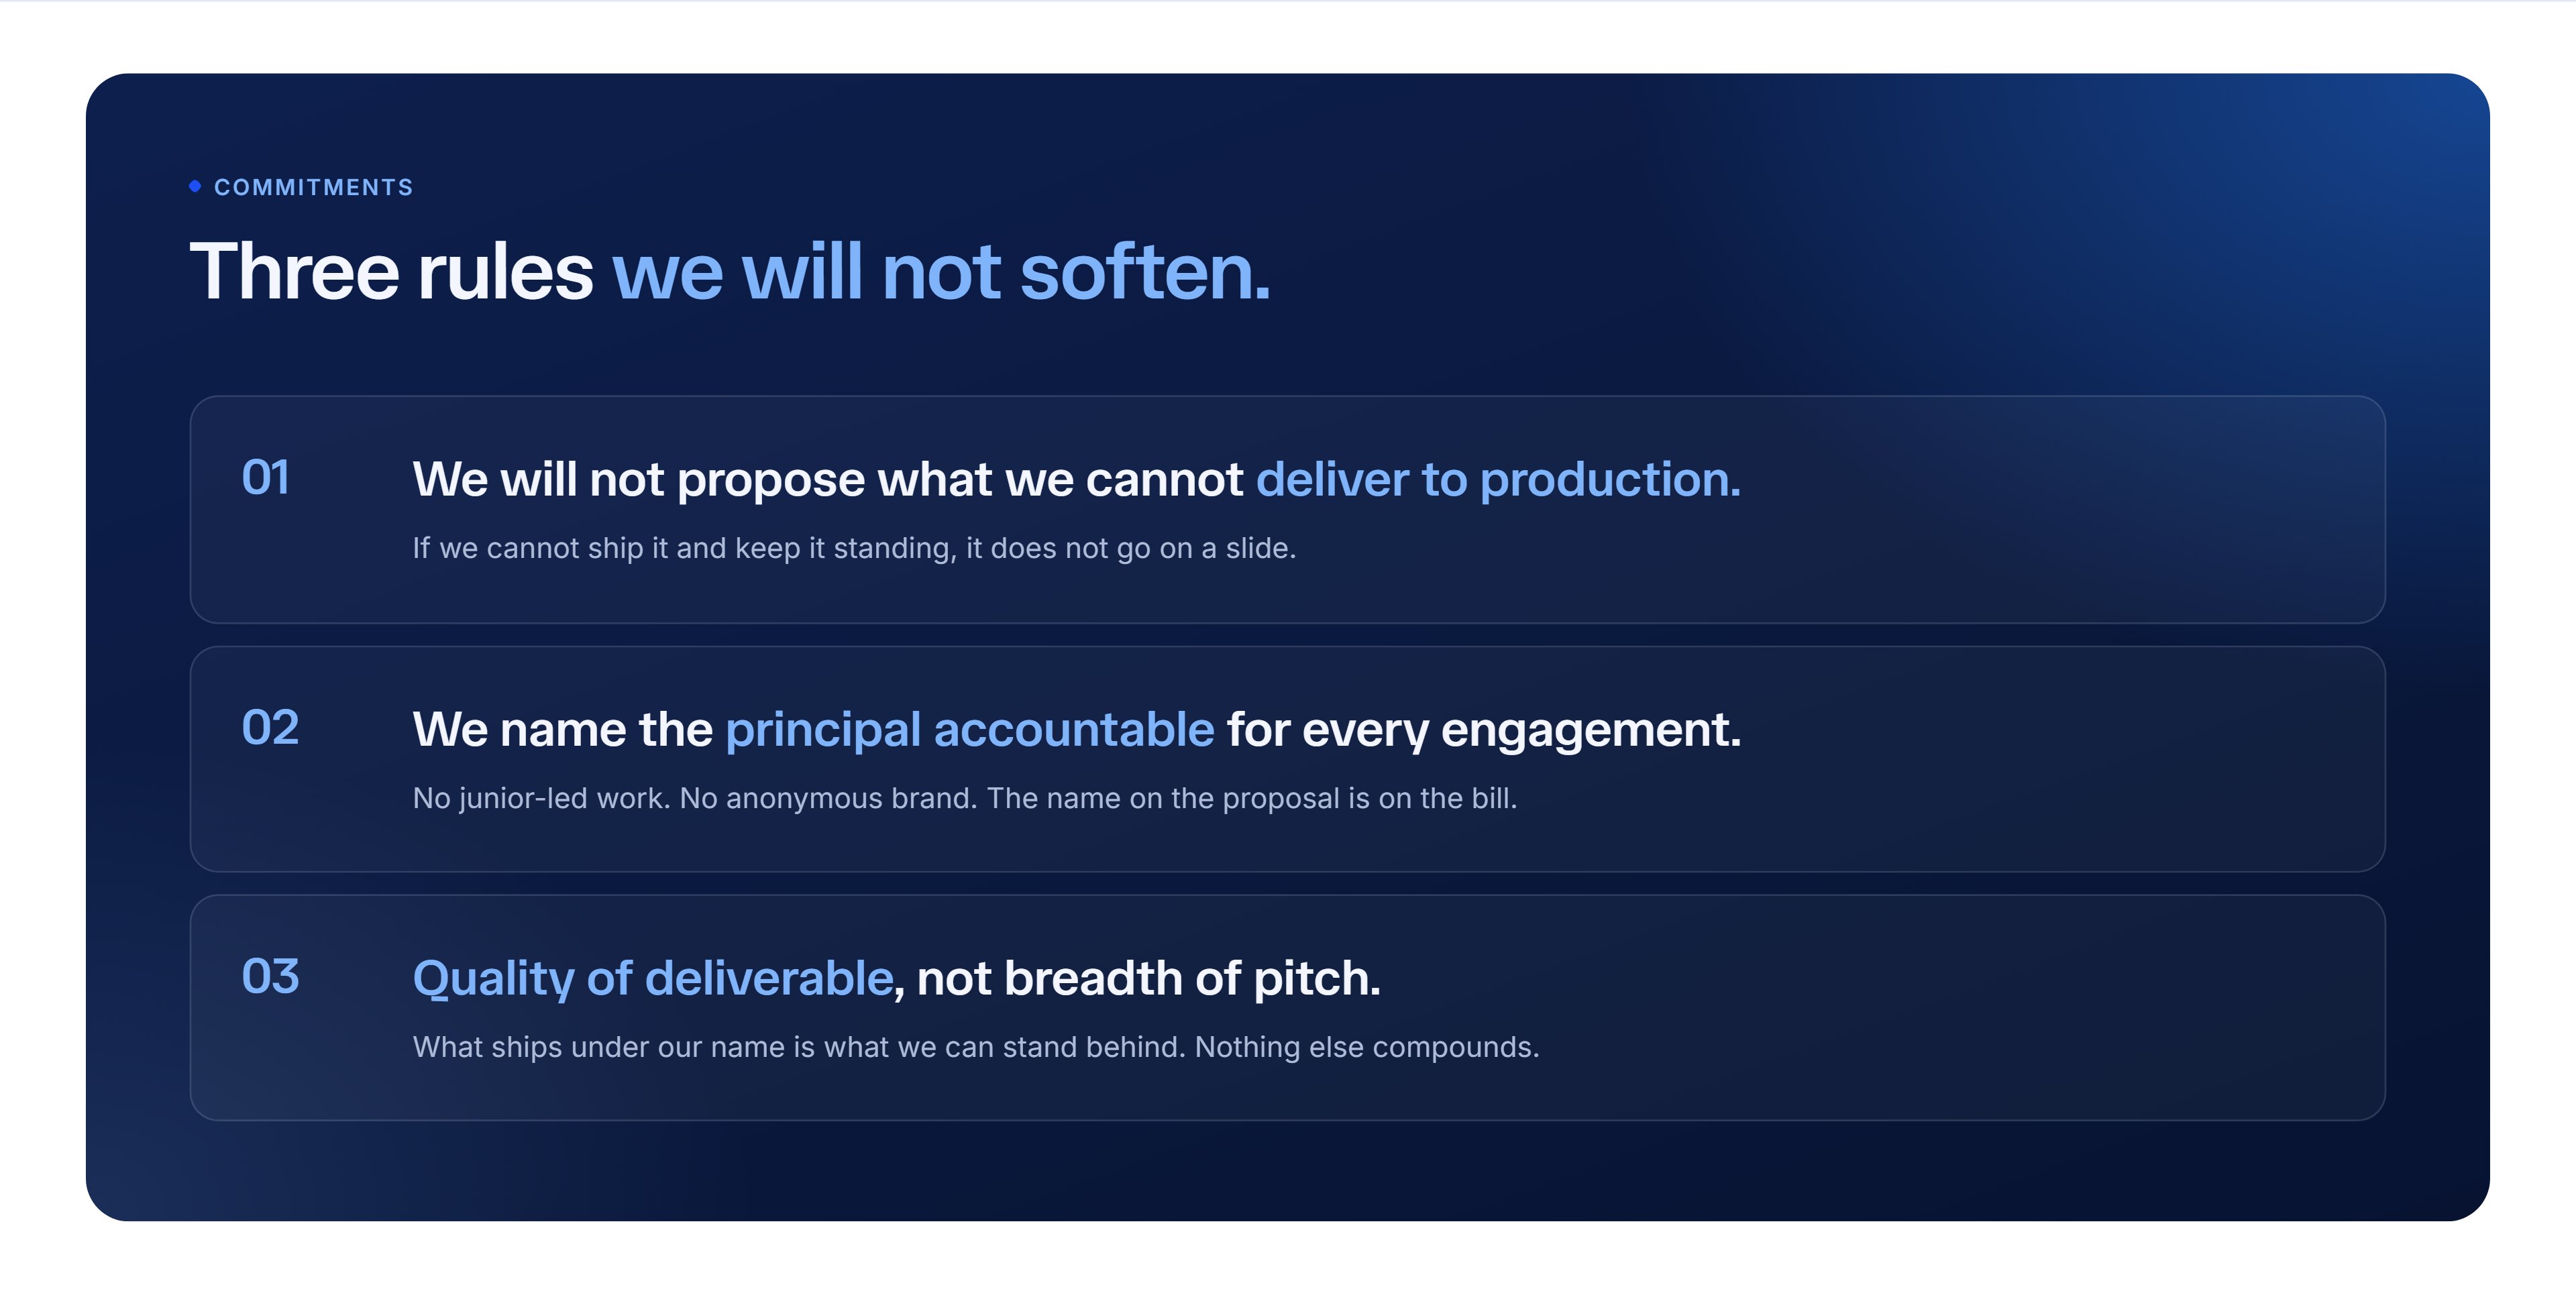 COMMITMENTS
Three rules we will not soften.
01
We will not propose what we cannot deliver to production.
If we cannot ship it and keep it standing, it does not go on a slide.
02
We name the principal accountable for every engagement.
No junior-led work. No anonymous brand. The name on the proposal is on the bill.
03
Quality of deliverable, not breadth of pitch.
What ships under our name is what we can stand behind. Nothing else compounds.